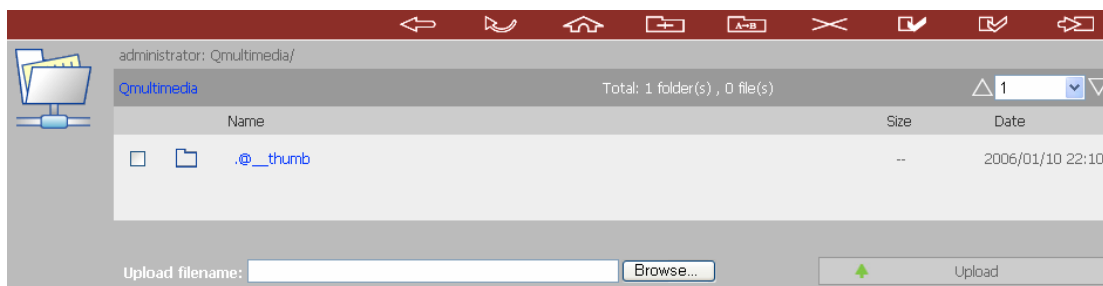 A→B
administrator: Qmultimedia/
Qmultimedia Total: 1 folder(s) , 0 file(s) 1
Name Size Date
.@__thumb -- 2006/01/10 22:10
Upload filename: Browse... Upload